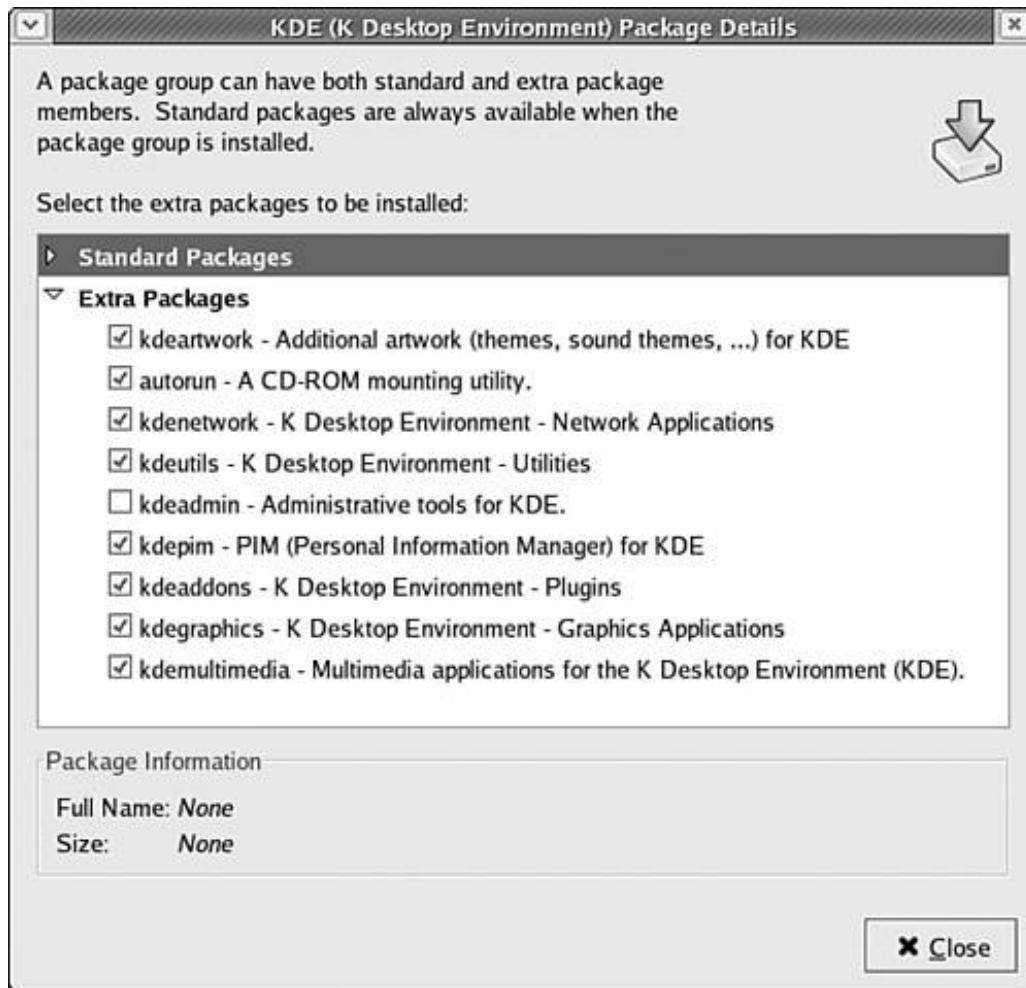 KDE (K Desktop Environment) Package Details
A package group can have both standard and extra package
members. Standard packages are always available when the
package group is installed.
Select the extra packages to be installed:
Standard Packages
Extra Packages
kdeartwork - Additional artwork (themes, sound themes, ...) for KDE
autorun - A CD-ROM mounting utility.
kdenetwork - K Desktop Environment - Network Applications
kdeutils - K Desktop Environment - Utilities
kdeadmin - Administrative tools for KDE.
kdepim - PIM (Personal Information Manager) for KDE
kdeaddons - K Desktop Environment - Plugins
kdegraphics - K Desktop Environment - Graphics Applications
kdemultimedia - Multimedia applications for the K Desktop Environment (KDE).
Package Information
Full Name: None
Size: None
Close